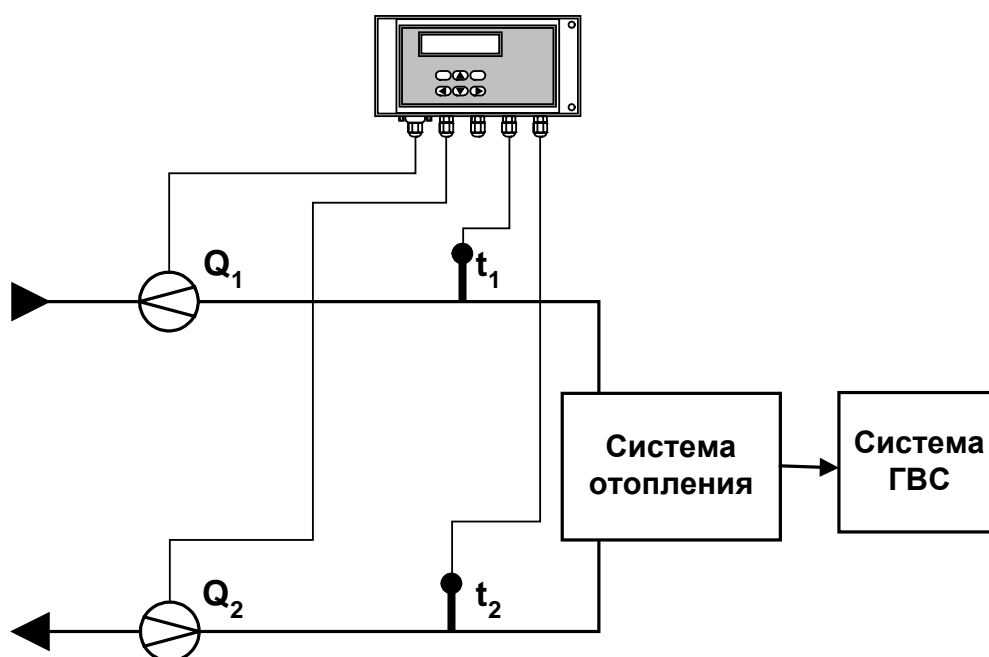 Q1
t1
Система
отопления
Система
ГВС
Q2
t2